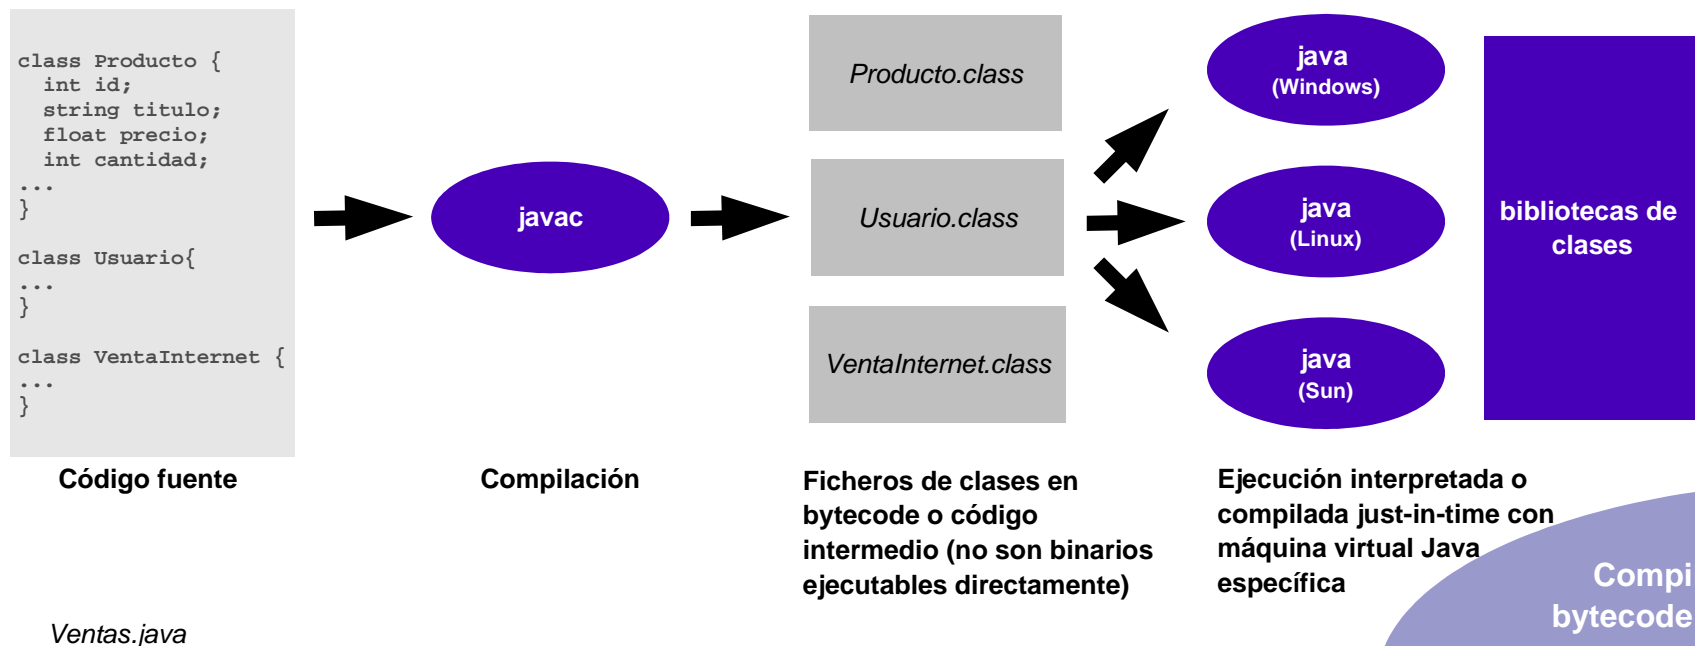 class Producto {
int id;
string titulo;
float precio;
int cantidad;
...
}
class Usuario{
...
}
class VentaInternet {
...
}
javac
Producto.class
Usuario.class
VentaInternet.class
java
(Windows)
java
(Linux)
java
(Sun)
bibliotecas de
clases
Código fuente
Compilación
Ficheros de clases en
bytecode o código
intermedio (no son binarios
ejecutables directamente)
Ejecución interpretada o
compilada just-in-time con
máquina virtual Java
específica
Compi
bytecode
Ventas.java